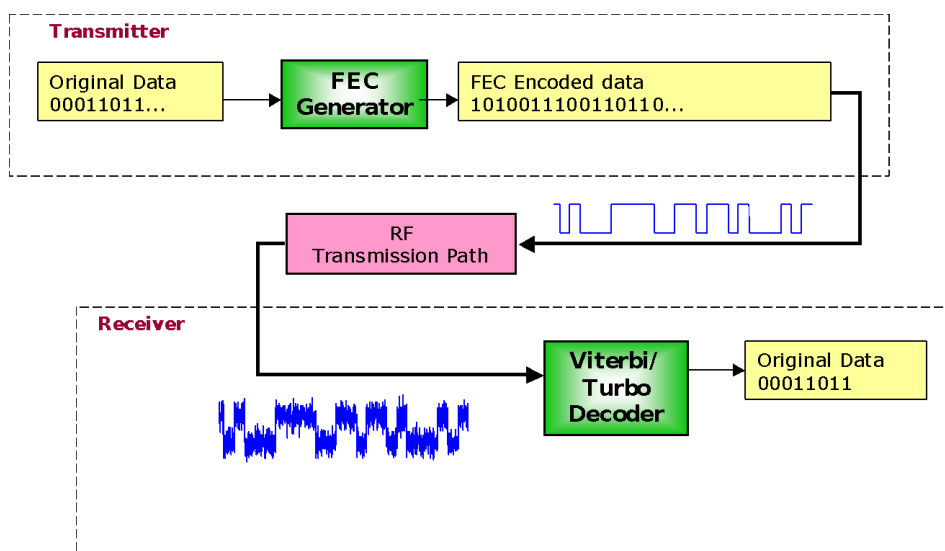 Transmitter
Original Data
00011011...
FEC
Generator
FEC Encoded data
1010011100110110...
RF
Transmission Path
Receiver
Viterbi/
Turbo
Decoder
Original Data
00011011